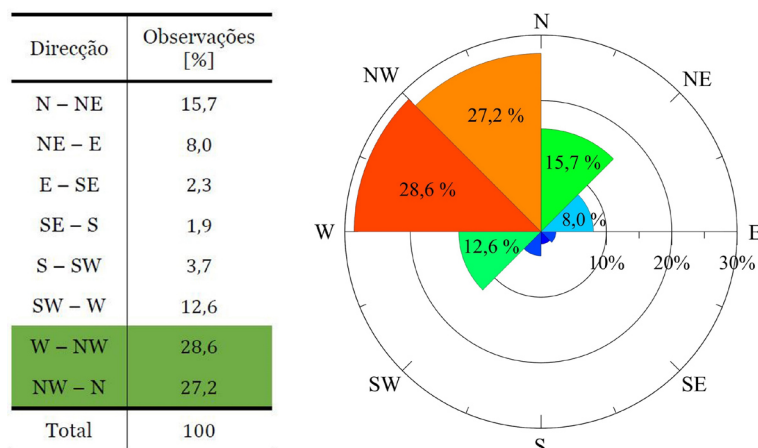 Direcção Observações
[%]
N – NE 15,7
NE – E 8,0
E – SE 2,3
SE – S 1,9
S – SW 3,7
SW – W 12,6
W – NW 28,6
NW – N 27,2
Total 100
N
NW NE
27,2 %
15,7 %
28,6 %
8,0 %
W E
12,6 %
10% 20% 30%
SW SE
S